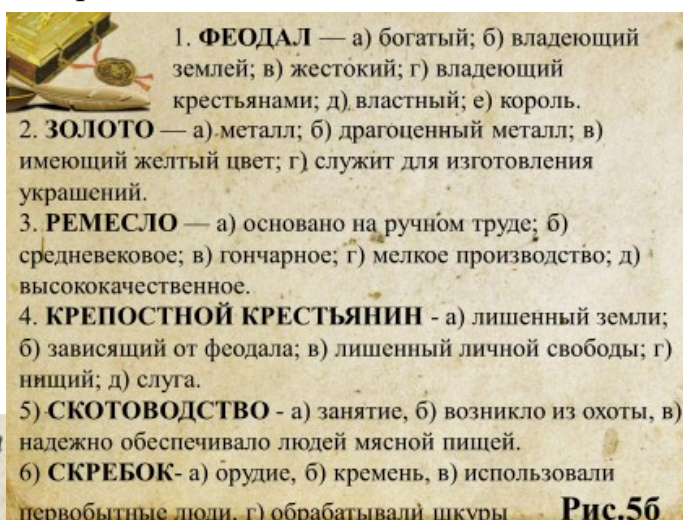 1. ФЕОДАЛ — а) богатый; б) владеющий
землей; в) жестокий; г) владеющий
крестьянами; д) властный; е) король.
2. ЗОЛОТО — а) металл; б) драгоценный металл; в)
имеющий желтый цвет; г) служит для изготовления
украшений.
3. РЕМЕСЛО — а) основано на ручном труде; б)
средневековое; в) гончарное; г) мелкое производство; д)
высококачественное.
4. КРЕПОСТНОЙ КРЕСТЬЯНИН - а) лишенный земли;
б) зависящий от феодала; в) лишенный личной свободы; г)
нищий; д) слуга.
5) СКОТОВОДСТВО - а) занятие, б) возникло из охоты, в)
надежно обеспечивало людей мясной пищей.
6) СКРЕБОК- а) орудие, б) кремень, в) использовали
первобытные люди, г) обрабатывали шкуры Рис.5б